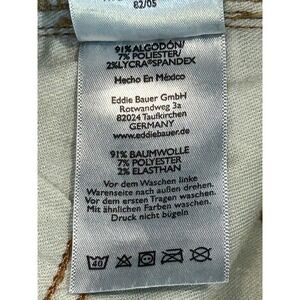 82/05
91% ALGODÓN/
7% POLIESTER/
2% LYCRA® SPANDEX
Hecho En México
Eddie Bauer GmbH
Rotwandweg 3a
82024 Taufkirchen
GERMANY
www.eddiebauer.de
91% BAUMWOLLE
7% POLYESTER
2% ELASTHAN
Vor dem Waschen linke
Warenseite nach außen drehen.
Vor dem ersten Tragen waschen.
Mit ähnlichen Farben waschen.
Druck nicht bügeln
40